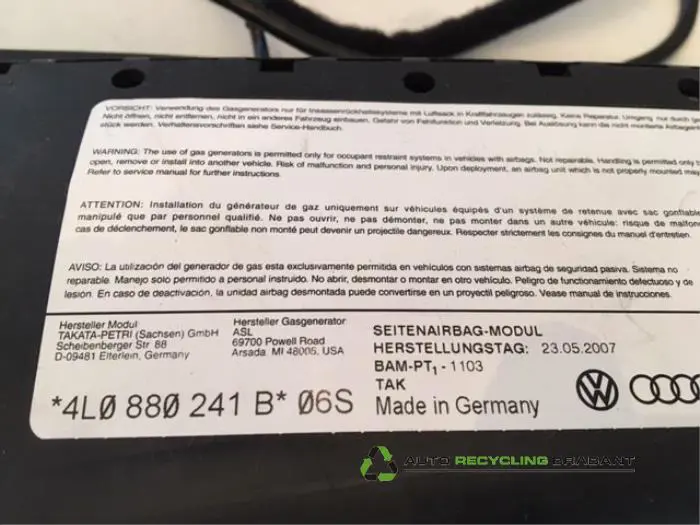 VORSICHT: Verwendung des Gasgenerators nur für Insassenrückhaltesysteme mit Luftsack in Kraftfahrzeugen zulässig. Keine Reparatur. Umgang nur durch
Nicht öffnen, nicht entfernen, nicht in ein anderes Fahrzeug einbauen. Gefahr von Fehlfunktion und Verletzung. Bei Auslösung kann die nicht montierte Airbageinheit
stück werden. Verhaltensvorschriften siehe Service-Handbuch.
WARNING: The use of gas generators is permitted only for occupant restraint systems in vehicles with airbags. Not repairable. Handling is permitted only
open, remove or install into another vehicle. Risk of malfunction and personal injury. Upon deployment, an airbag unit which is not properly mounted may
Refer to service manual for further instructions.
ATTENTION: Installation du générateur de gaz uniquement sur véhicules équipés d'un système de retenue avec sac gonflable
manipulé que par personnel qualifié. Ne pas ouvrir, ne pas démonter, ne pas monter dans un autre véhicule: risque de malfonc
cas de déclenchement, le sac gonflable non monté peut devenir un projectile dangereux. Respecter strictement les consignes du manuel d'entretien.
AVISO: La utilización del generador de gas esta exclusivamente permitida en vehículos con sistemas airbag de seguridad pasiva. Sistema no
reparable. Manejo solo permitido a personal instruido. No abrir, desmontar o montar en otro vehículo. Peligro de funcionamiento defectuoso y de
lesión. En caso de deactivación, la unidad airbag desmontada puede convertirse en un proyectil peligroso. Vease manual de instrucciones.
Hersteller Modul
TAKATA-PETRI (Sachsen) GmbH
Scheibenberger Str 88
D-09481 Elterlein, Germany
Hersteller Gasgenerator
ASL
69700 Powell Road
Arsada. MI 48005, USA
SEITENAIRBAG-MODUL
HERSTELLUNGSTAG: 23.05.2007
BAM-PT1 - 1103
TAK
Made in Germany
*4L0 880 241 B* 06S
AUTO RECYCLING BRABANT